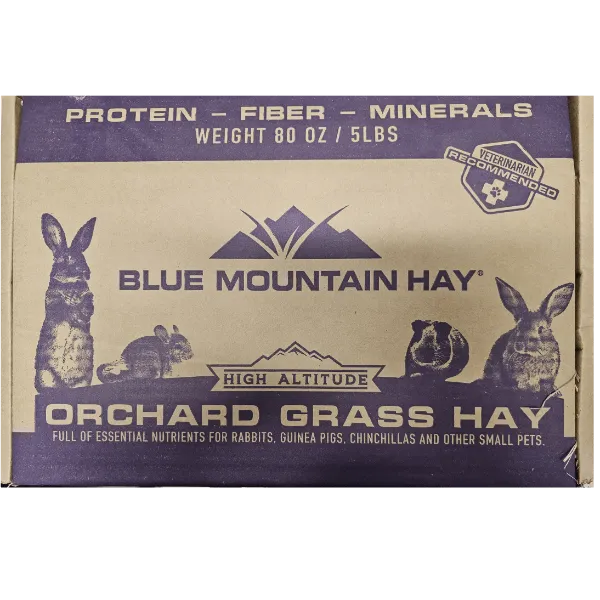 PROTEIN – FIBER – MINERALS
WEIGHT 80 OZ / 5LBS
VETERINARIAN
RECOMMENDED
BLUE MOUNTAIN HAY®
HIGH ALTITUDE
ORCHARD GRASS HAY
FULL OF ESSENTIAL NUTRIENTS FOR RABBITS, GUINEA PIGS, CHINCHILLAS AND OTHER SMALL PETS.